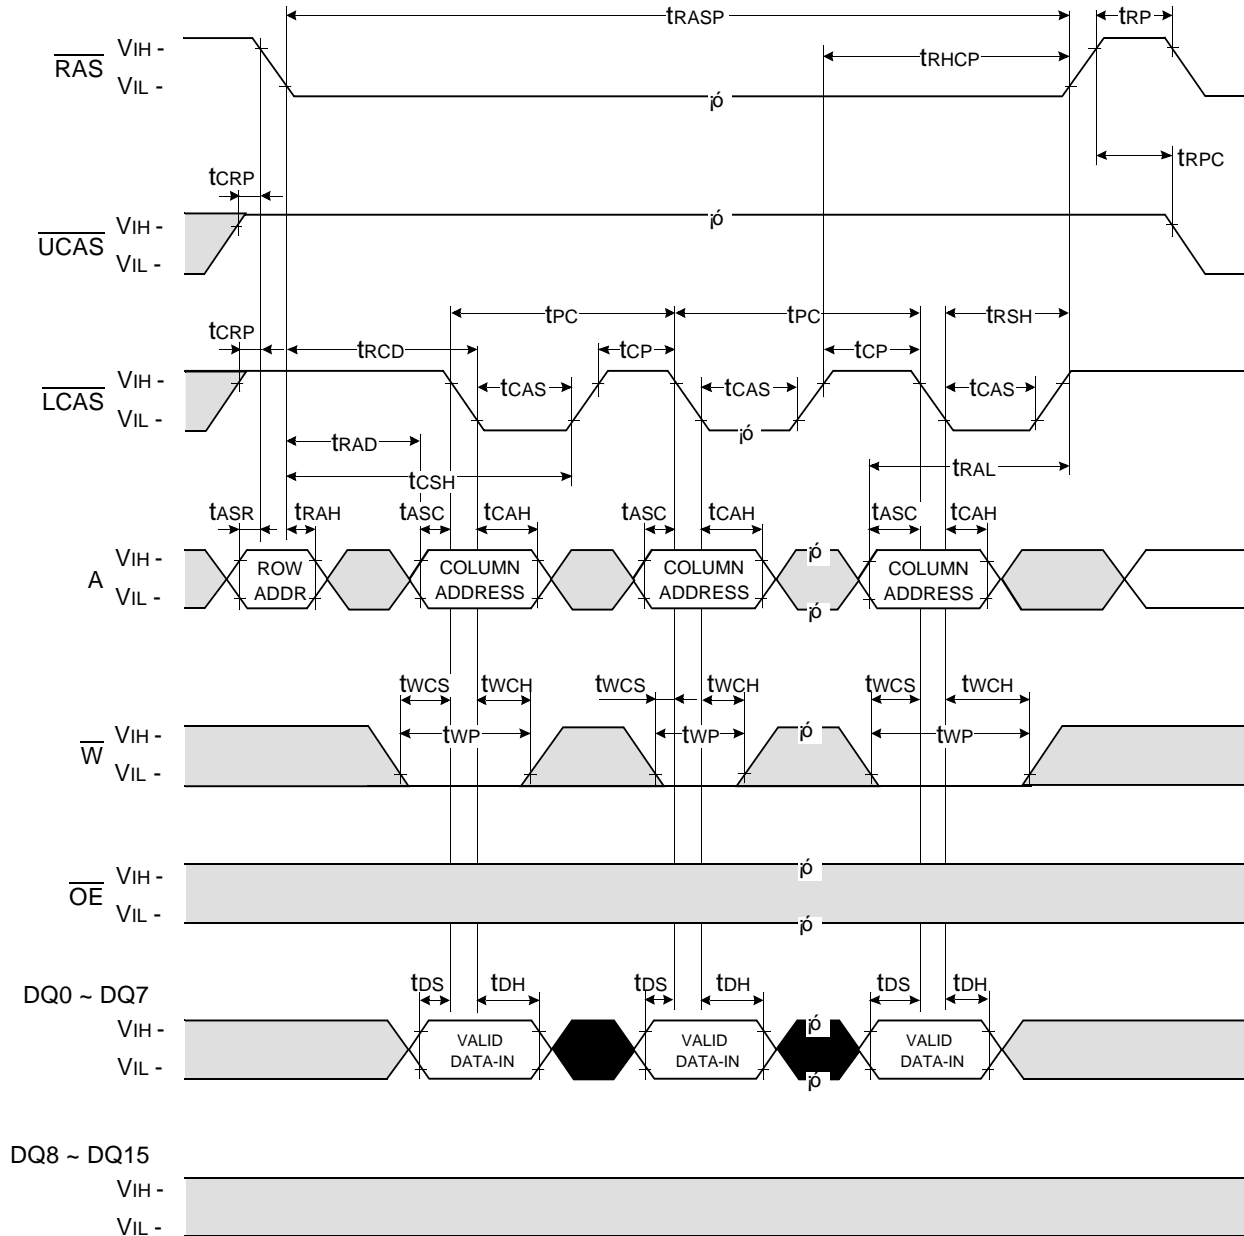 tRASP
tRP
RAS
VIH -
VIL -
tRHCP
¡ó
tRPC
tCRP
UCAS
VIH -
VIL -
¡ó
tPC
tPC
tRSH
tCRP
tRCD
tCP
tCP
LCAS
VIH -
VIL -
tCAS
tCAS
tCAS
¡ó
tRAD
tCSH
tRAL
tASR
tRAH
tASC
tCAH
tASC
tCAH
tASC
tCAH
A
VIH -
VIL -
ROW
ADDR
COLUMN
ADDRESS
COLUMN
ADDRESS
¡ó
¡ó
COLUMN
ADDRESS
tWCS
tWCH
tWCS
tWCH
tWCS
tWCH
W
VIH -
VIL -
tWP
tWP
¡ó
tWP
OE
VIH -
VIL -
¡ó
¡ó
tDS
tDH
tDS
tDH
tDS
tDH
DQ0 ~ DQ7
VIH -
VIL -
VALID
DATA-IN
VALID
DATA-IN
¡ó
¡ó
VALID
DATA-IN
DQ8 ~ DQ15
VIH -
VIL -